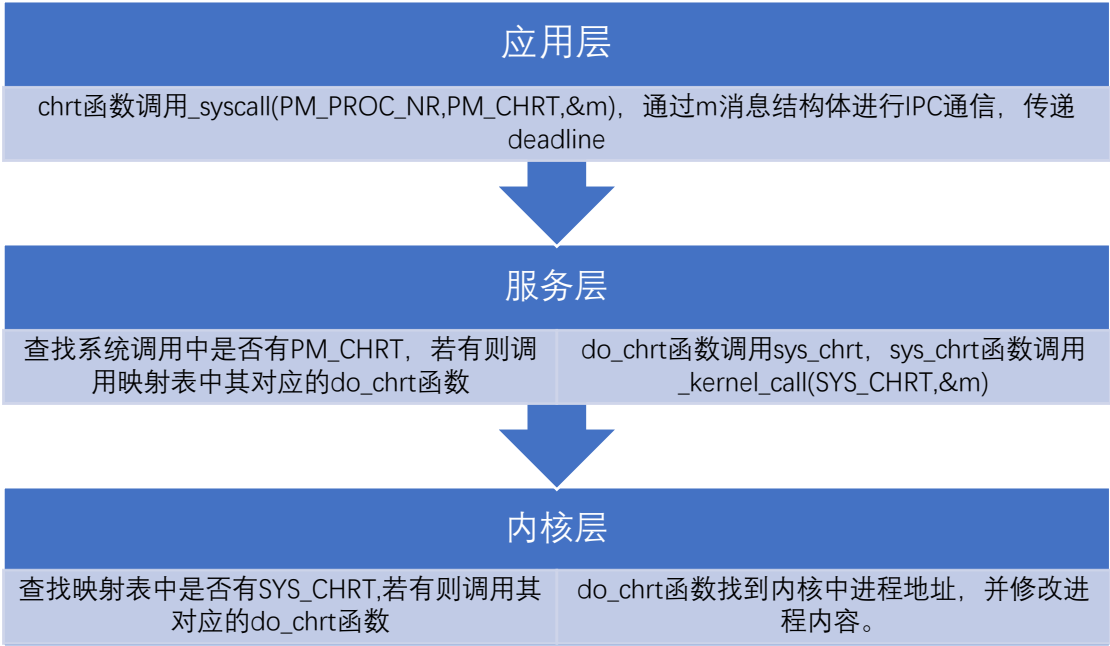 应用层
chrt函数调用_syscall(PM_PROC_NR,PM_CHRT,&m)，通过m消息结构体进行IPC通信，传递
deadline
服务层
查找系统调用中是否有PM_CHRT，若有则调
用映射表中其对应的do_chrt函数
do_chrt函数调用sys_chrt，sys_chrt函数调用
_kernel_call(SYS_CHRT,&m)
内核层
查找映射表中是否有SYS_CHRT,若有则调用其
对应的do_chrt函数
do_chrt函数找到内核中进程地址，并修改进
程内容。